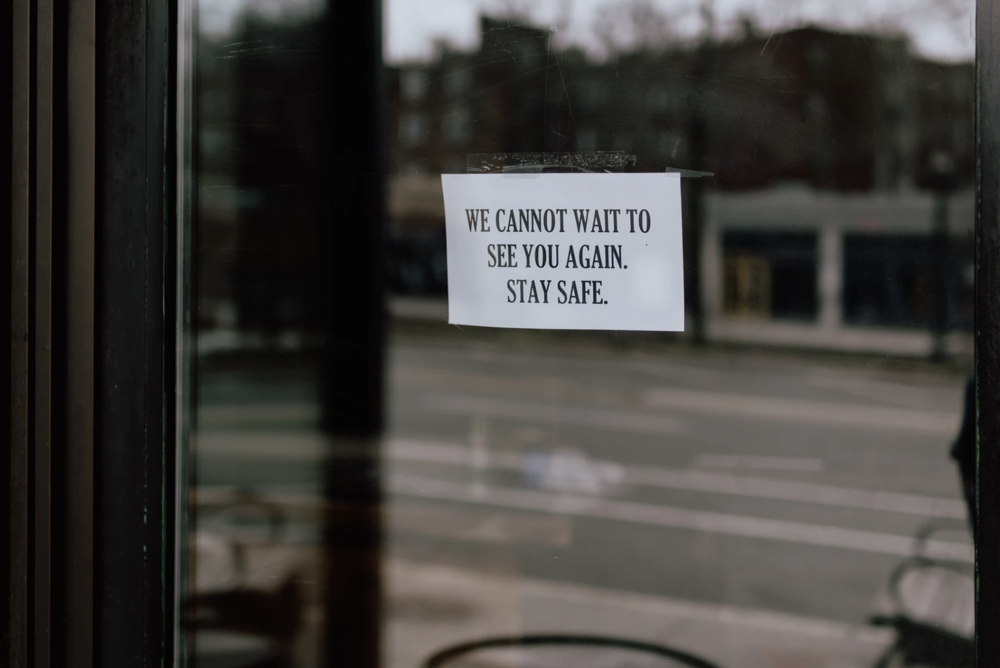 WE CANNOT WAIT TO
SEE YOU AGAIN.
STAY SAFE.